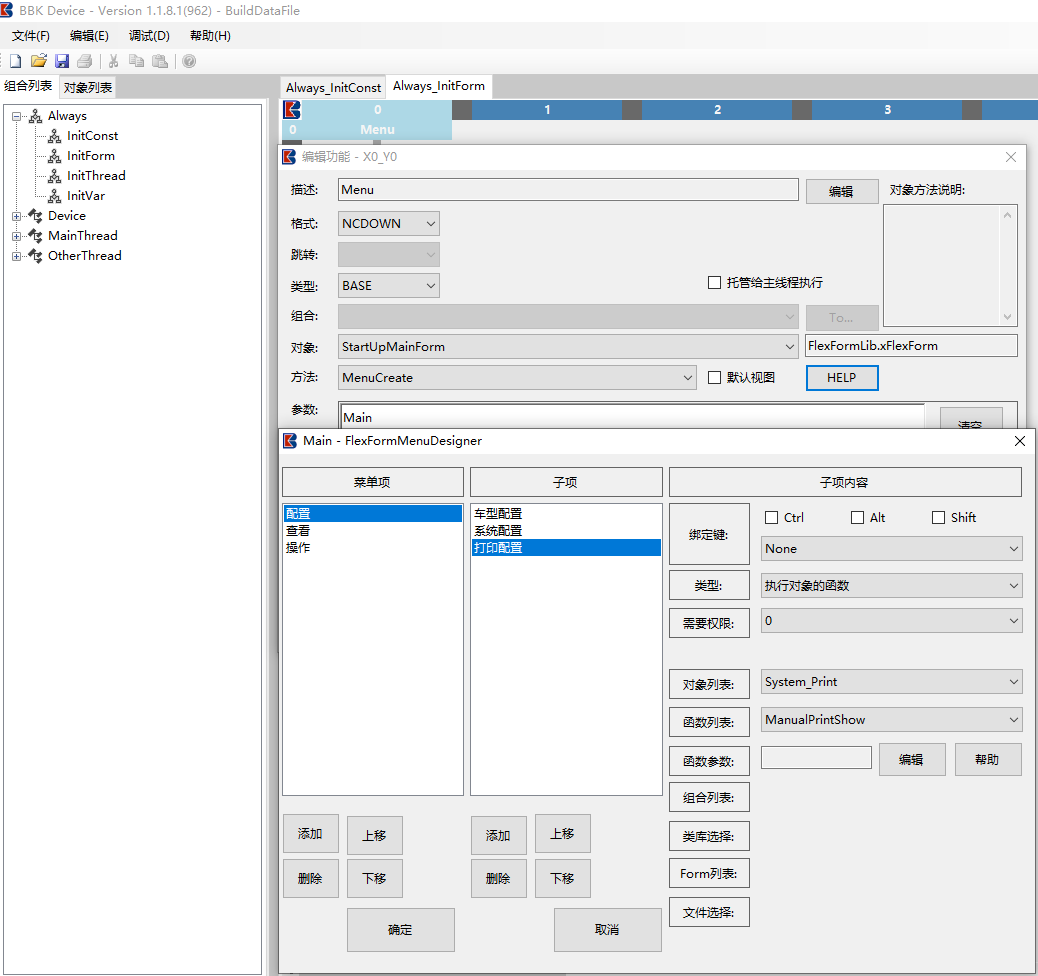 BBK Device - Version 1.1.8.1(962) - BuildDataFile
文件(F) 编辑(E) 调试(D) 帮助(H)
组合列表 对象列表
Always
InitConst
InitForm
InitThread
InitVar
Device
MainThread
OtherThread
Always_InitConst Always_InitForm
0 1 2 3
0 Menu
编辑功能 - X0_Y0
描述: Menu 编辑 对象方法说明:
格式: NCDOWN
跳转:
类型: BASE 托管给主线程执行
组合: To...
对象: StartUpMainForm FlexFormLib.xFlexForm
方法: MenuCreate 默认视图 HELP
参数: Main 清空
Main - FlexFormMenuDesigner
菜单项 子项 子项内容
配置
查看
操作
车型配置
系统配置
打印配置
绑定键: Ctrl Alt Shift
None
类型: 执行对象的函数
需要权限: 0
对象列表: System_Print
函数列表: ManualPrintShow
函数参数: 编辑 帮助
组合列表:
类库选择:
Form列表:
文件选择:
添加 上移 添加 上移
删除 下移 删除 下移
确定 取消